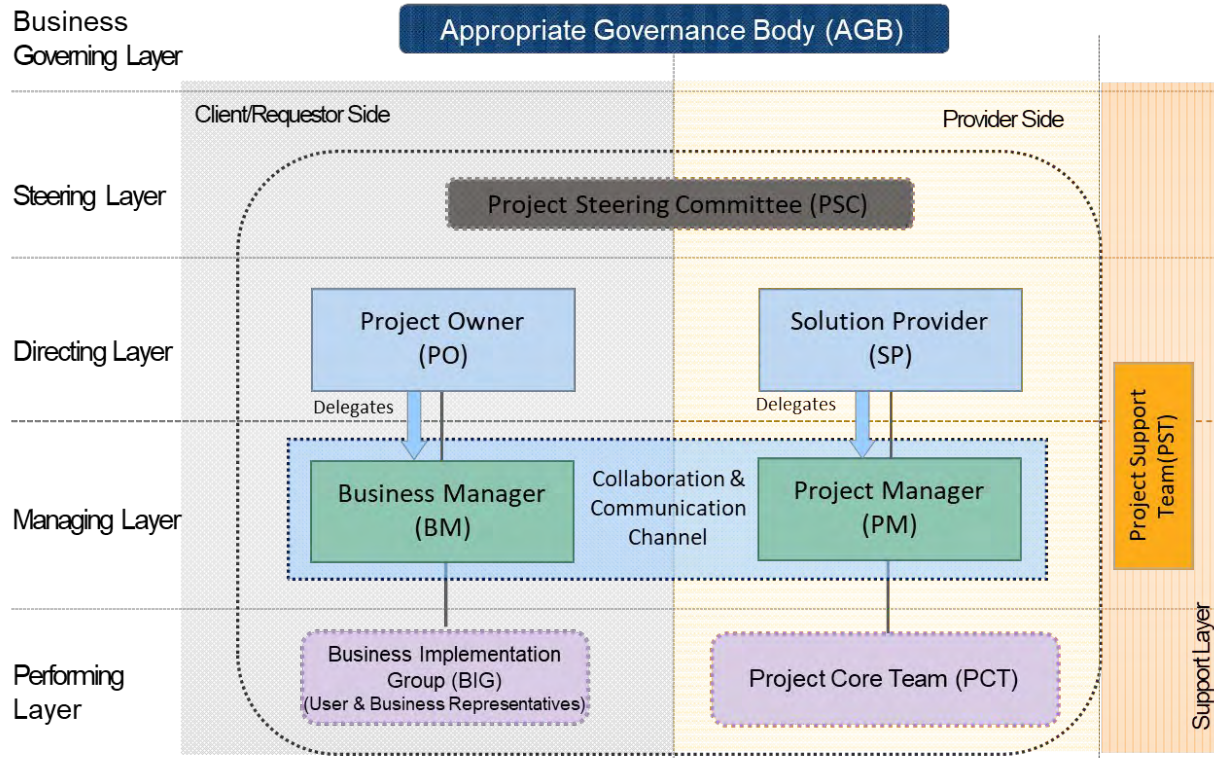 Business
Governing Layer
Appropriate Governance Body (AGB)
Client/Requestor Side
Provider Side
Steering Layer
Project Steering Committee (PSC)
Directing Layer
Project Owner
(PO)
Solution Provider
(SP)
Delegates
Delegates
Managing Layer
Business Manager
(BM)
Collaboration &
Communication
Channel
Project Manager
(PM)
Project Support
Team(PST)
Performing
Layer
Business Implementation
Group (BIG)
(User & Business Representatives)
Project Core Team (PCT)
Support Layer